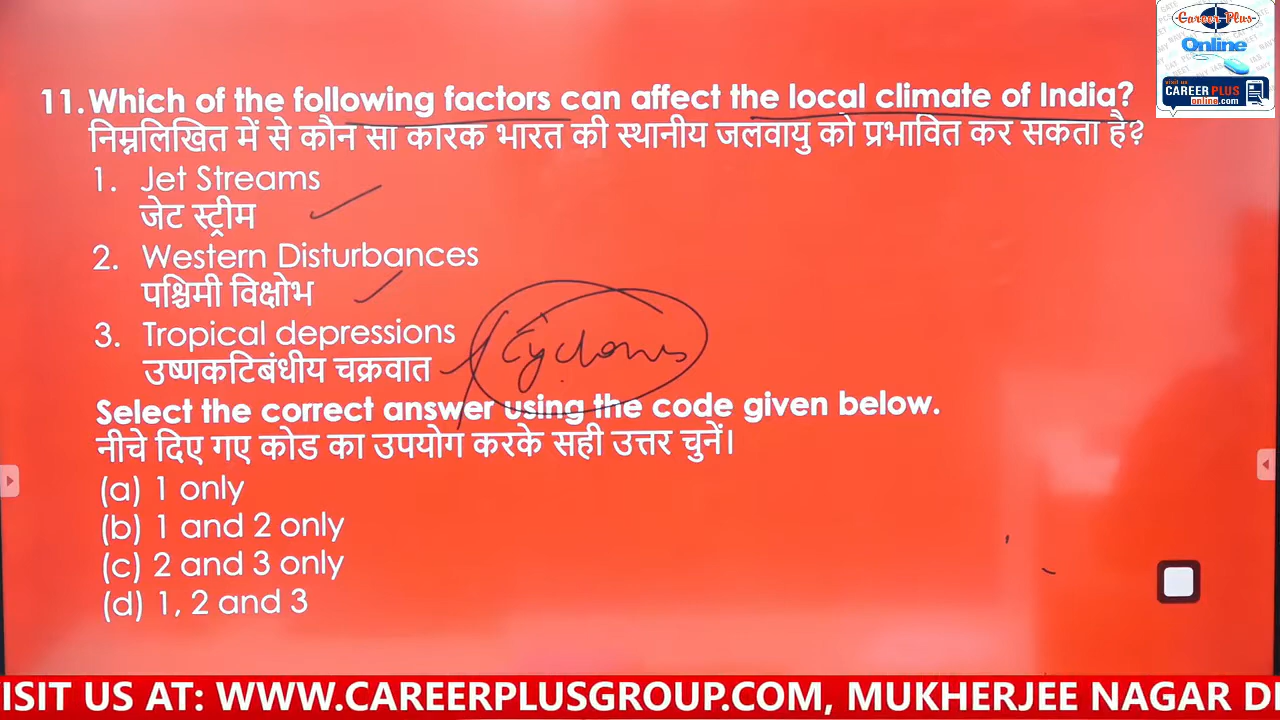 Career Plus
Online
visit us at
CAREER PLUS
online.com
11. Which of the following factors can affect the local climate of India?
निम्नलिखित में से कौन सा कारक भारत की स्थानीय जलवायु को प्रभावित कर सकता है?
1. Jet Streams
जेट स्ट्रीम
2. Western Disturbances
पश्चिमी विक्षोभ
3. Tropical depressions
उष्णकटिबंधीय चक्रवात
Cyclones
Select the correct answer using the code given below.
नीचे दिए गए कोड का उपयोग करके सही उत्तर चुनें।
(a) 1 only
(b) 1 and 2 only
(c) 2 and 3 only
(d) 1, 2 and 3
ISIT US AT: WWW.CAREERPLUSGROUP.COM, MUKHERJEE NAGAR D